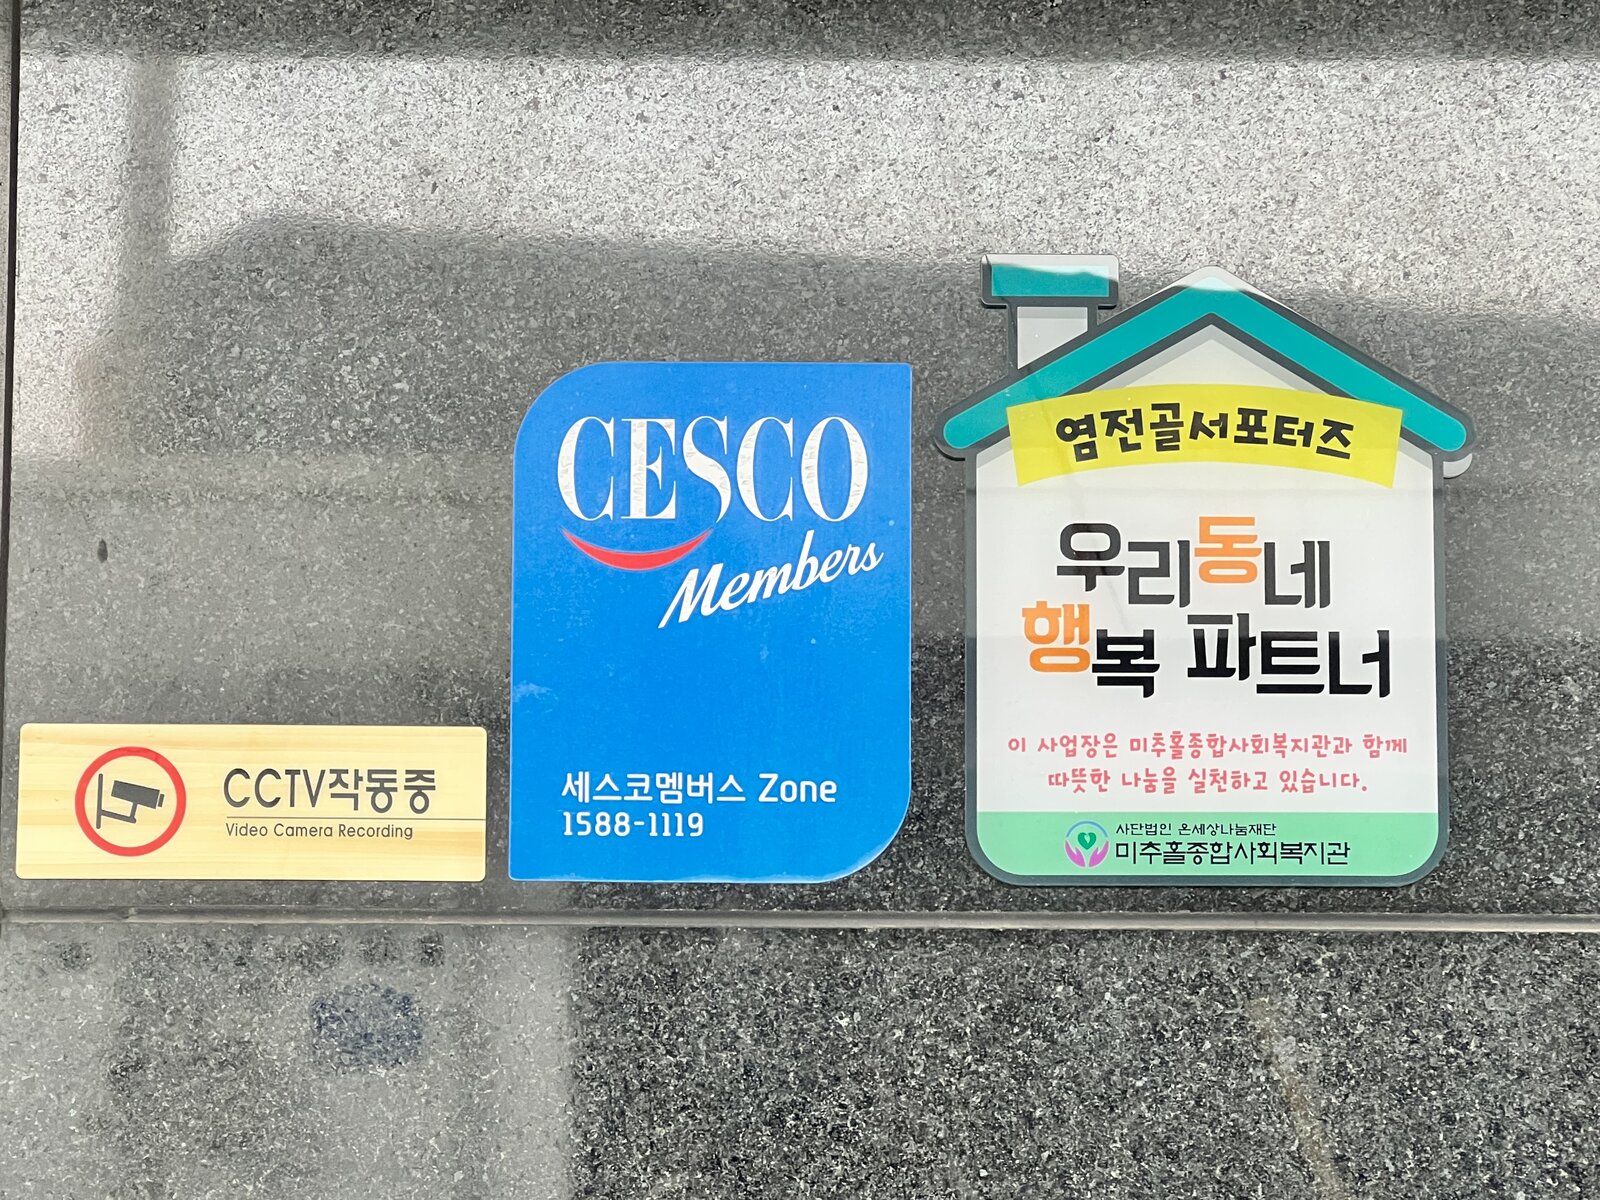 CCTV작동중
Video Camera Recording
CESCO
Members
세스코멤버스 Zone
1588-1119
염전골서포터즈
우리동네
행복 파트너
이 사업장은 미추홀종합사회복지관과 함께
따뜻한 나눔을 실천하고 있습니다.
사단법인 온세상나눔재단
미추홀종합사회복지관